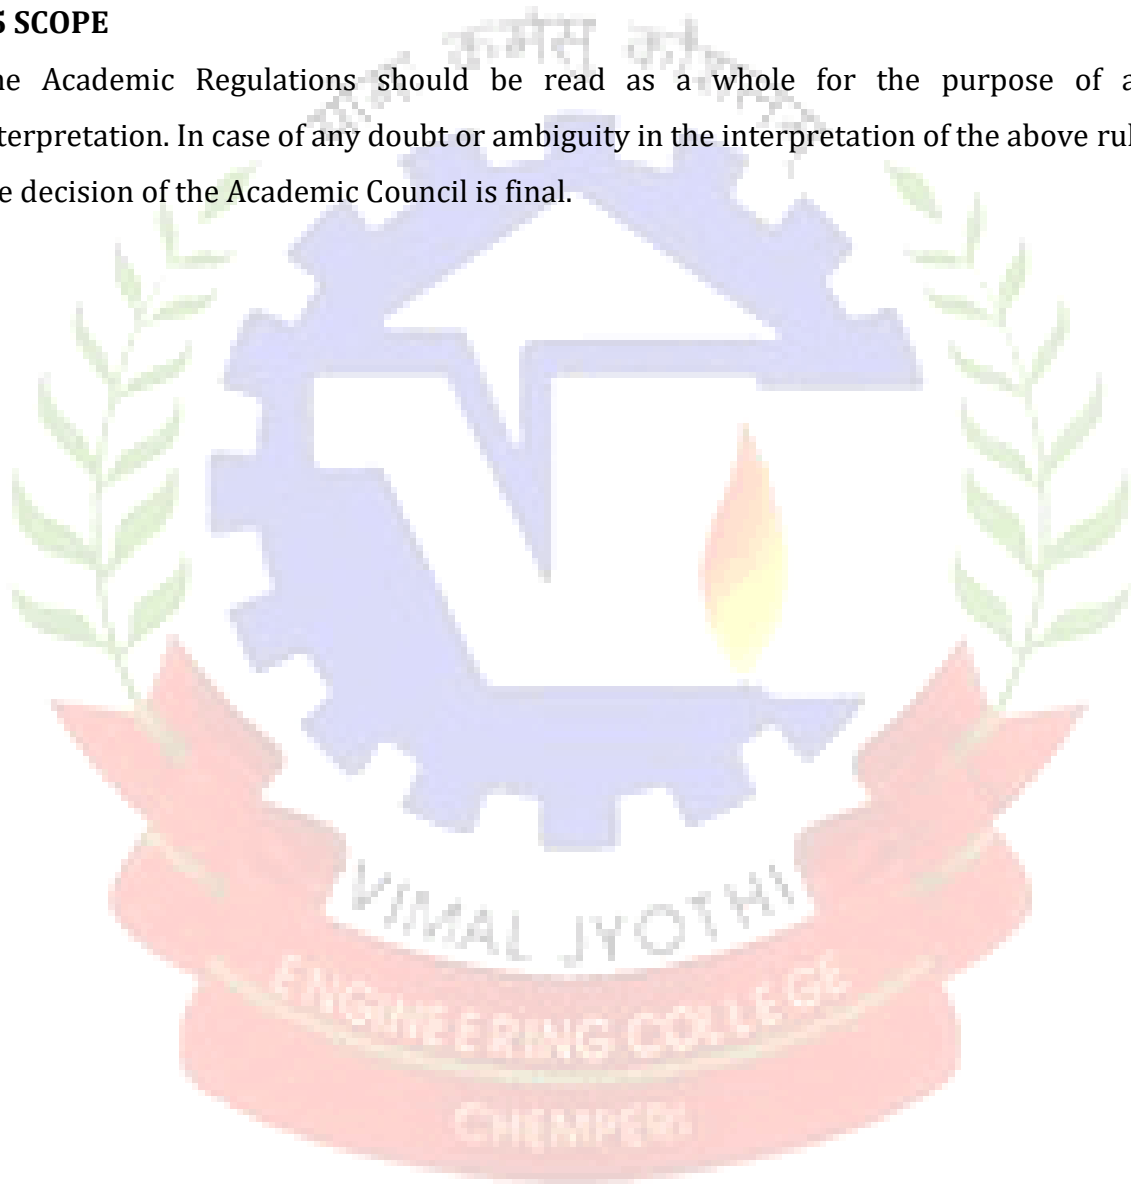 5 SCOPE
he Academic Regulations should be read as a whole for the purpose of a
terpretation. In case of any doubt or ambiguity in the interpretation of the above rul
e decision of the Academic Council is final.
VIMAL JYOTHI
ENGINEERING COLLEGE
CHEMPERI